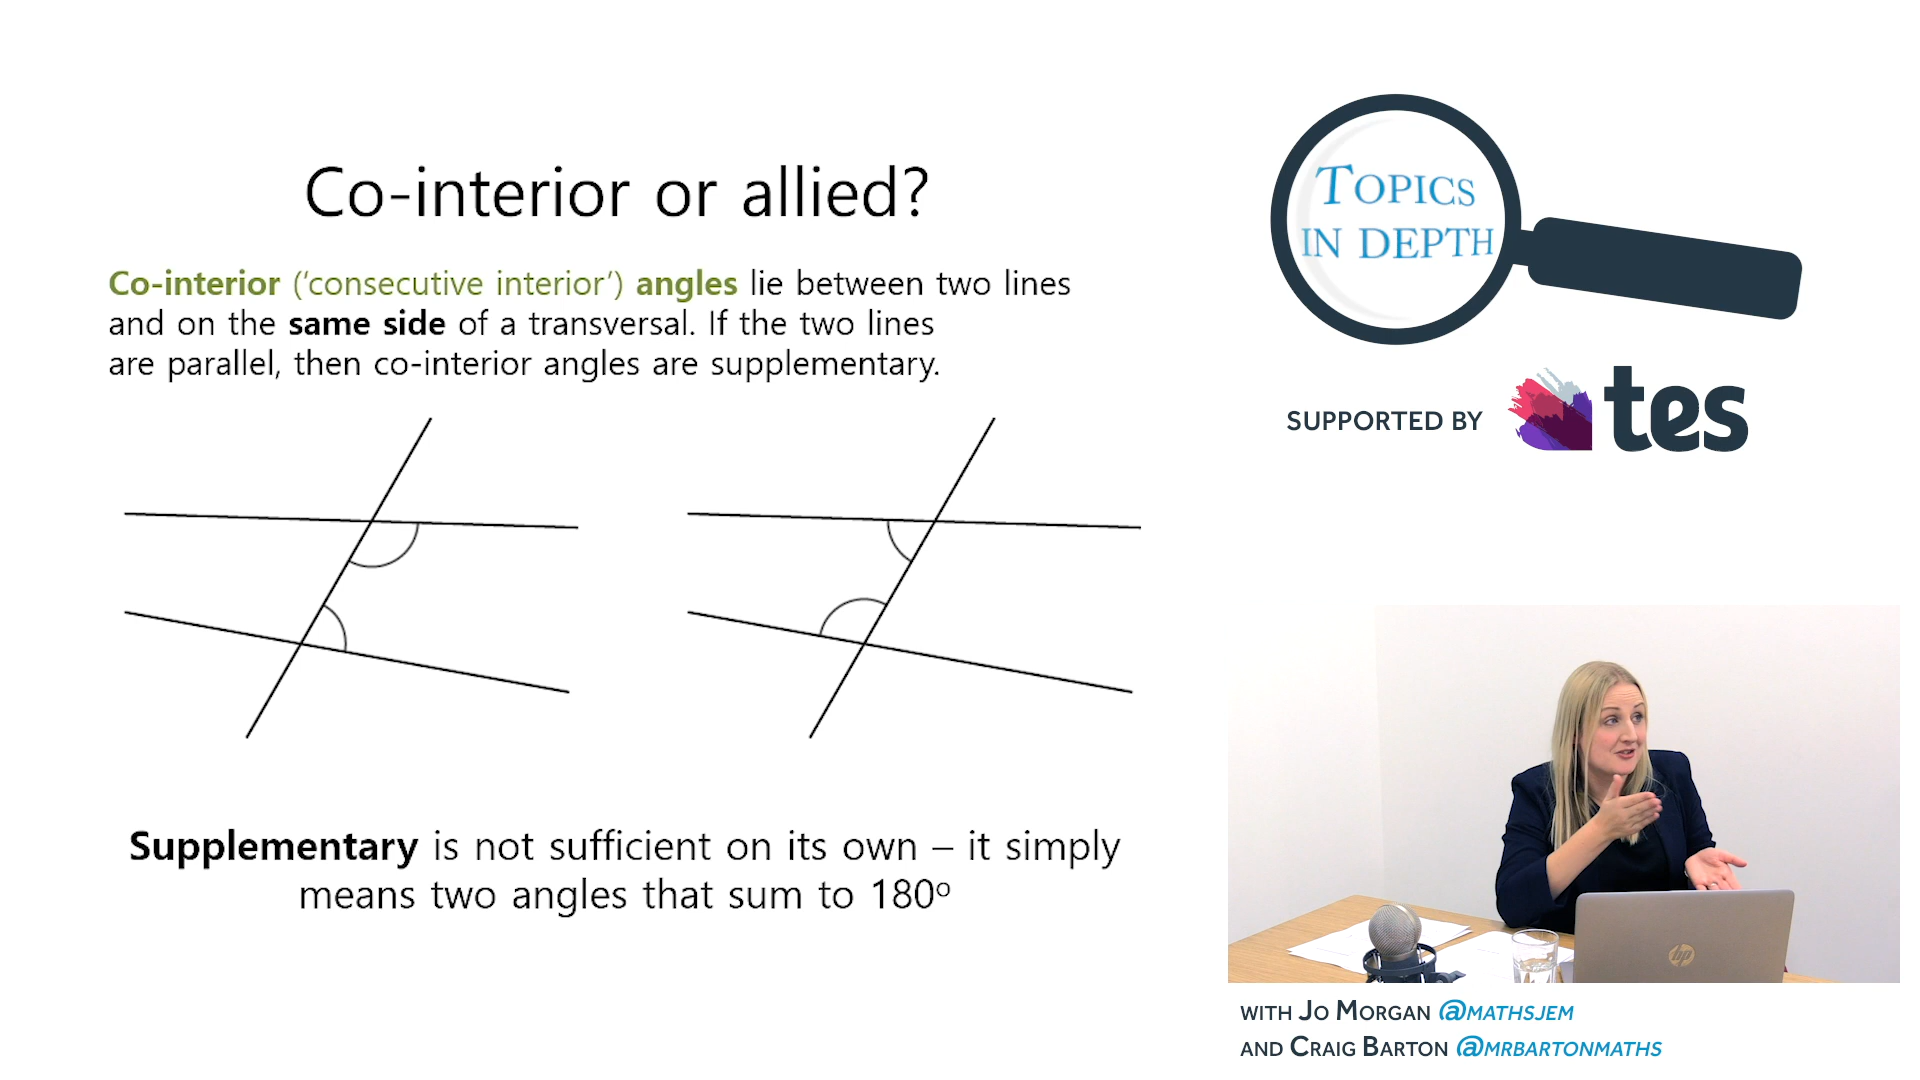 Co-interior or allied?
Co-interior (‘consecutive interior’) angles lie between two lines
and on the same side of a transversal. If the two lines
are parallel, then co-interior angles are supplementary.
Supplementary is not sufficient on its own – it simply
means two angles that sum to 180º
TOPICS
IN DEPTH
SUPPORTED BY tes
hp
WITH JO MORGAN @MATHSJEM
AND CRAIG BARTON @MRBARTONMATHS